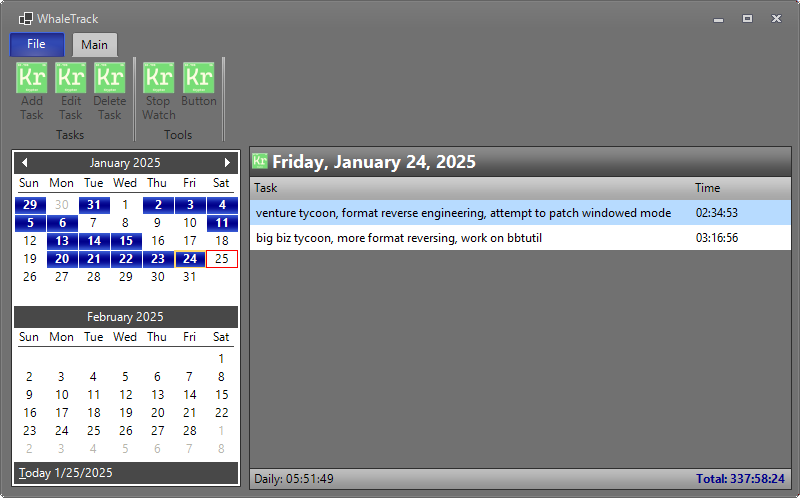 WhaleTrack
File Main
Kr Kr Kr Kr Kr
Add Task Edit Task Delete Task Stop Watch Button
Tasks Tools
January 2025
Sun Mon Tue Wed Thu Fri Sat
29 30 31 1 2 3 4
5 6 7 8 9 10 11
12 13 14 15 16 17 18
19 20 21 22 23 24 25
26 27 28 29 30 31
February 2025
Sun Mon Tue Wed Thu Fri Sat
1
2 3 4 5 6 7 8
9 10 11 12 13 14 15
16 17 18 19 20 21 22
23 24 25 26 27 28 1
2 3 4 5 6 7 8
Today 1/25/2025
Kr Friday, January 24, 2025
Task Time
venture tycoon, format reverse engineering, attempt to patch windowed mode 02:34:53
big biz tycoon, more format reversing, work on bbtutil 03:16:56
Daily: 05:51:49 Total: 337:58:24